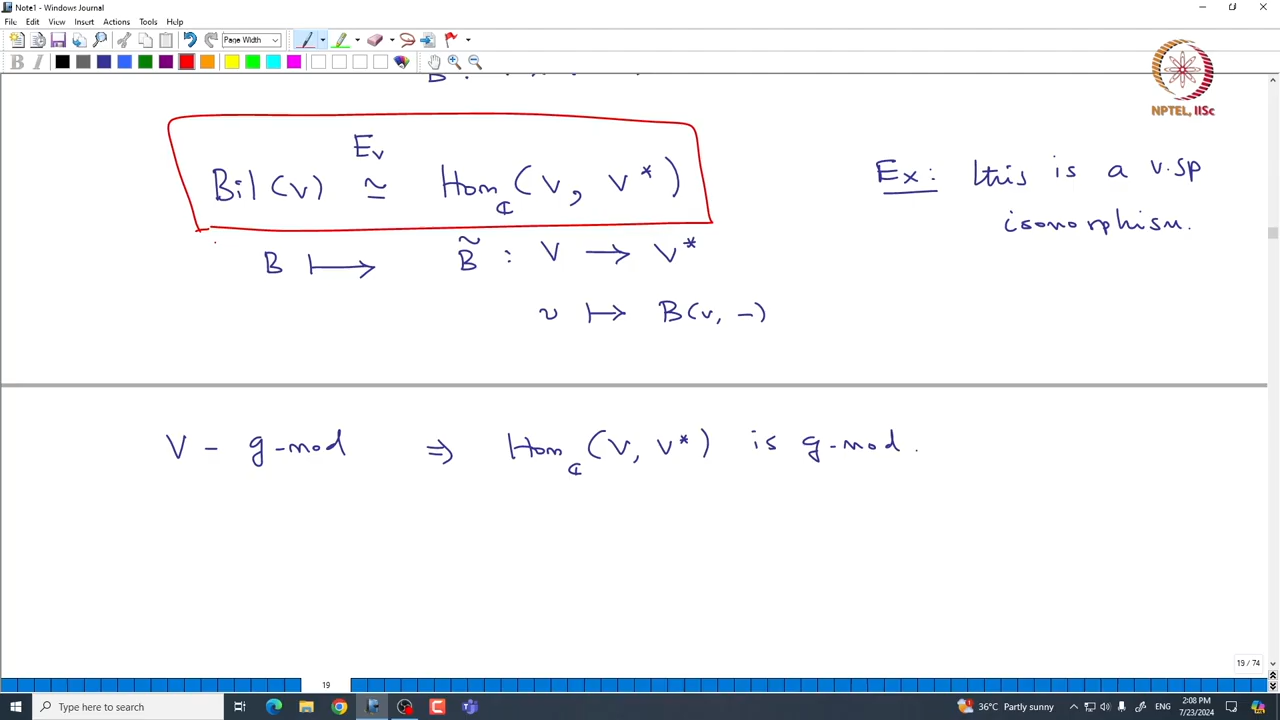 Note1 - Windows Journal
File Edit View Insert Actions Tools Help
Page Width
B I
NPTEL, IISc
Ev
Bil(V) ≅ Hom_ℂ(V, V*)
Ex: this is a v.sp
isomorphism.
B ⟼ B̃ : V ⟶ V*
v ⟼ B(v, –)
V - g-mod ⇒ Hom_ℂ(V, V*) is g-mod.
19 / 74
19
Type here to search
36°C Partly sunny
2:08 PM
7/23/2024